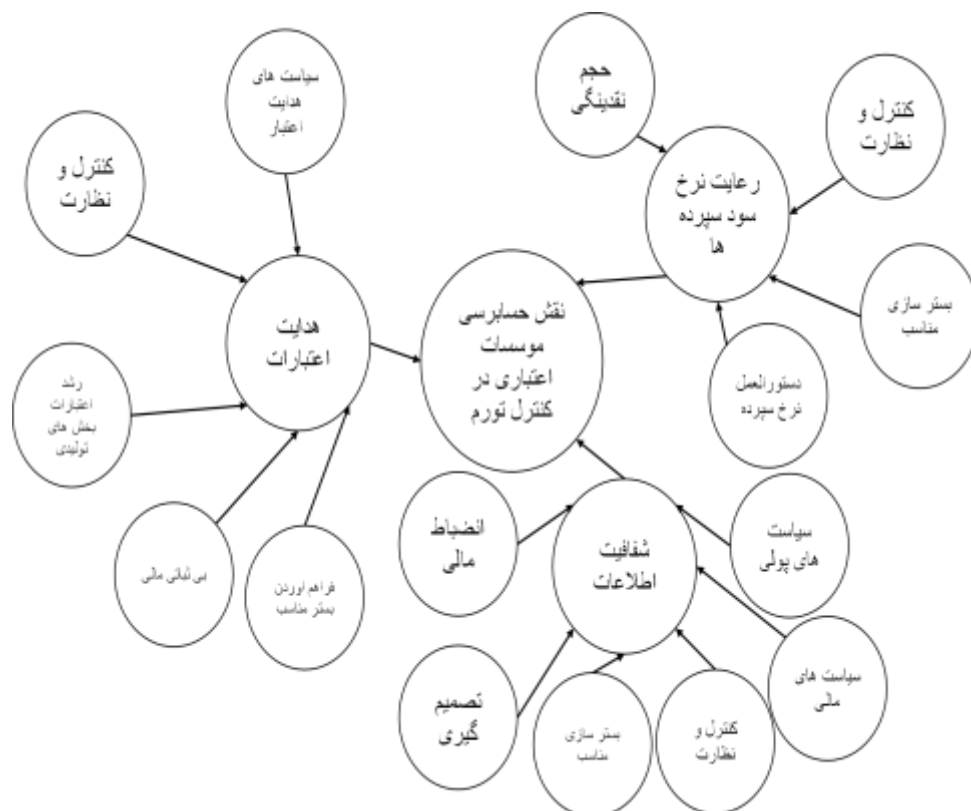 حجم
نقدینگی
کنترل و
نظارت
سیاست های
هدایت
اعتبار
کنترل و
نظارت
رعایت نرخ
سود سپرده
ها
بستر سازی
مناسب
دستورالعمل
نرخ سپرده
نقش حسابرسی
موسسات
اعتباری در
کنترل تورم
هدایت
اعتبارات
رشد
اعتبارات
بخش های
تولیدی
بی ثباتی مالی
فراهم اوردن
بستر مناسب
سیاست
های پولی
شفافیت
اطلاعات
انضباط
مالی
سیاست های
مالی
کنترل و
نظارت
بستر سازی
مناسب
تصمیم
گیری